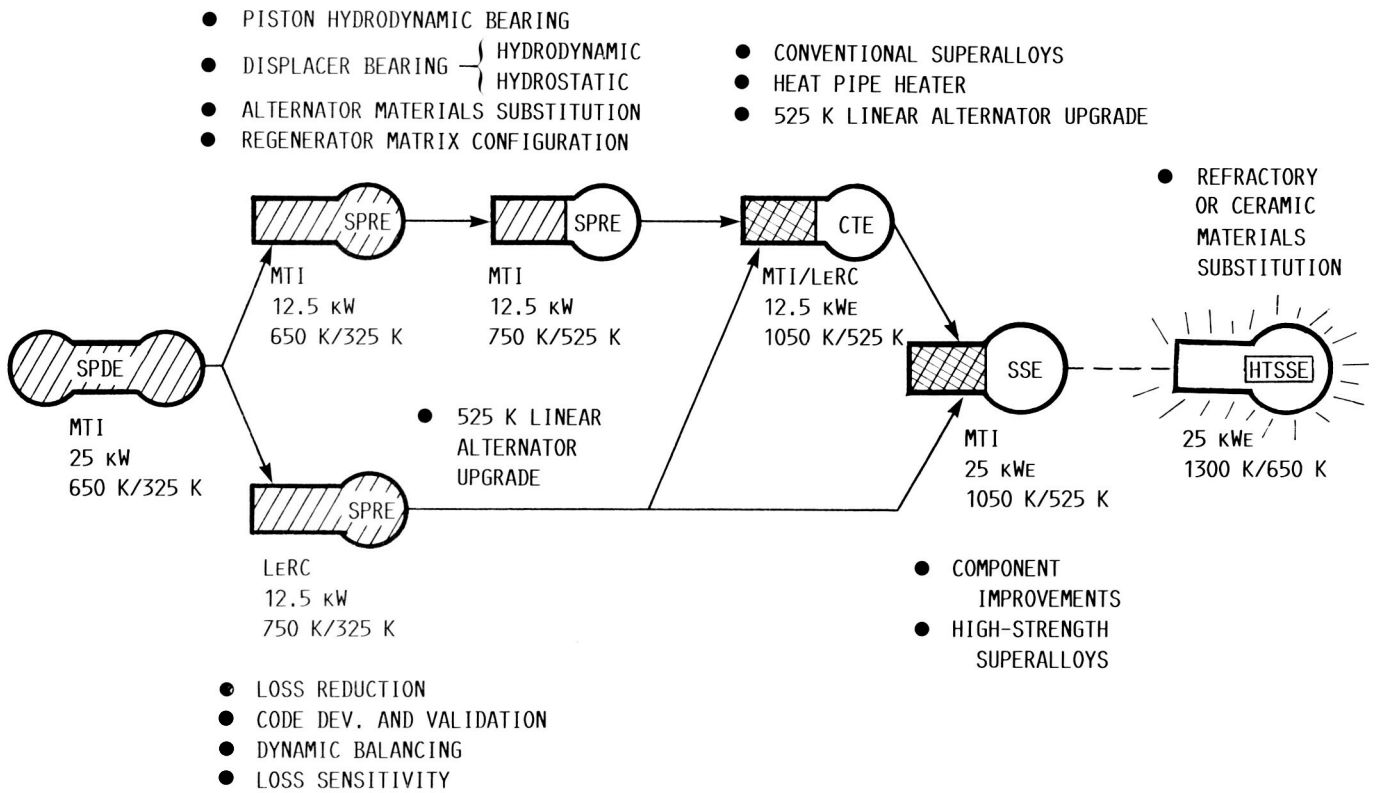 ● PISTON HYDRODYNAMIC BEARING
● DISPLACER BEARING
HYDRODYNAMIC
HYDROSTATIC
● ALTERNATOR MATERIALS SUBSTITUTION
● REGENERATOR MATRIX CONFIGURATION
● CONVENTIONAL SUPERALLOYS
● HEAT PIPE HEATER
● 525 K LINEAR ALTERNATOR UPGRADE
● REFRACTORY
OR CERAMIC
MATERIALS
SUBSTITUTION
SPDE
MTI
25 KW
650 K/325 K
SPRE
MTI
12.5 KW
650 K/325 K
SPRE
MTI
12.5 KW
750 K/525 K
CTE
MTI/LERC
12.5 KWE
1050 K/525 K
SSE
MTI
25 KWE
1050 K/525 K
HTSSE
25 KWE
1300 K/650 K
● 525 K LINEAR
ALTERNATOR
UPGRADE
SPRE
LERC
12.5 KW
750 K/325 K
● COMPONENT
IMPROVEMENTS
● HIGH-STRENGTH
SUPERALLOYS
● LOSS REDUCTION
● CODE DEV. AND VALIDATION
● DYNAMIC BALANCING
● LOSS SENSITIVITY